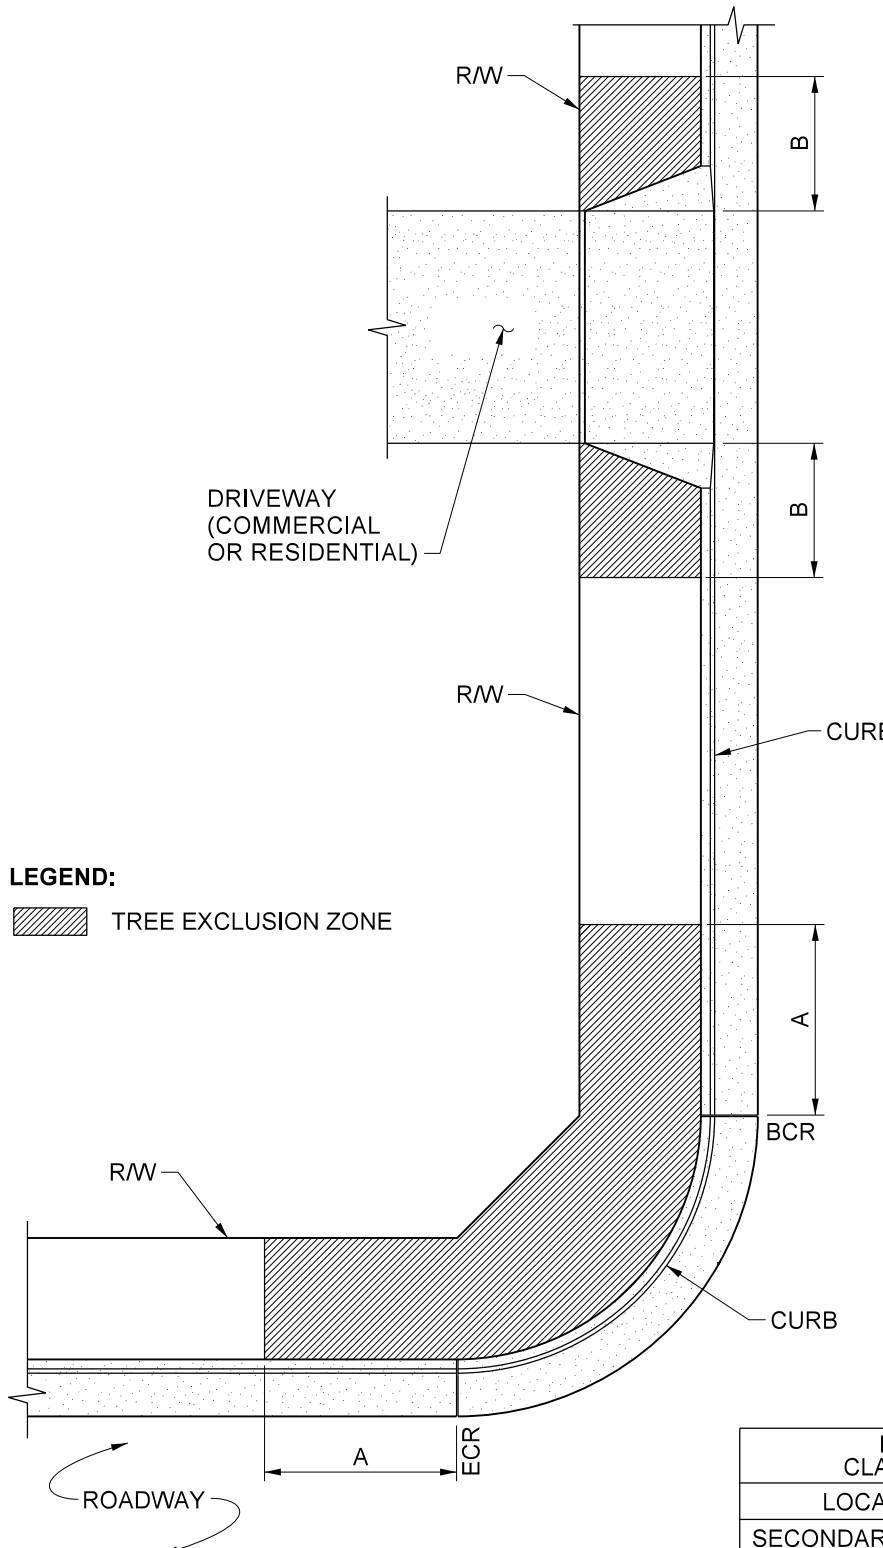 R/W
B
DRIVEWAY
(COMMERCIAL
OR RESIDENTIAL)
B
R/W
LEGEND:
TREE EXCLUSION ZONE
A
BCR
R/W
CURB
A
ECR
ROADWAY